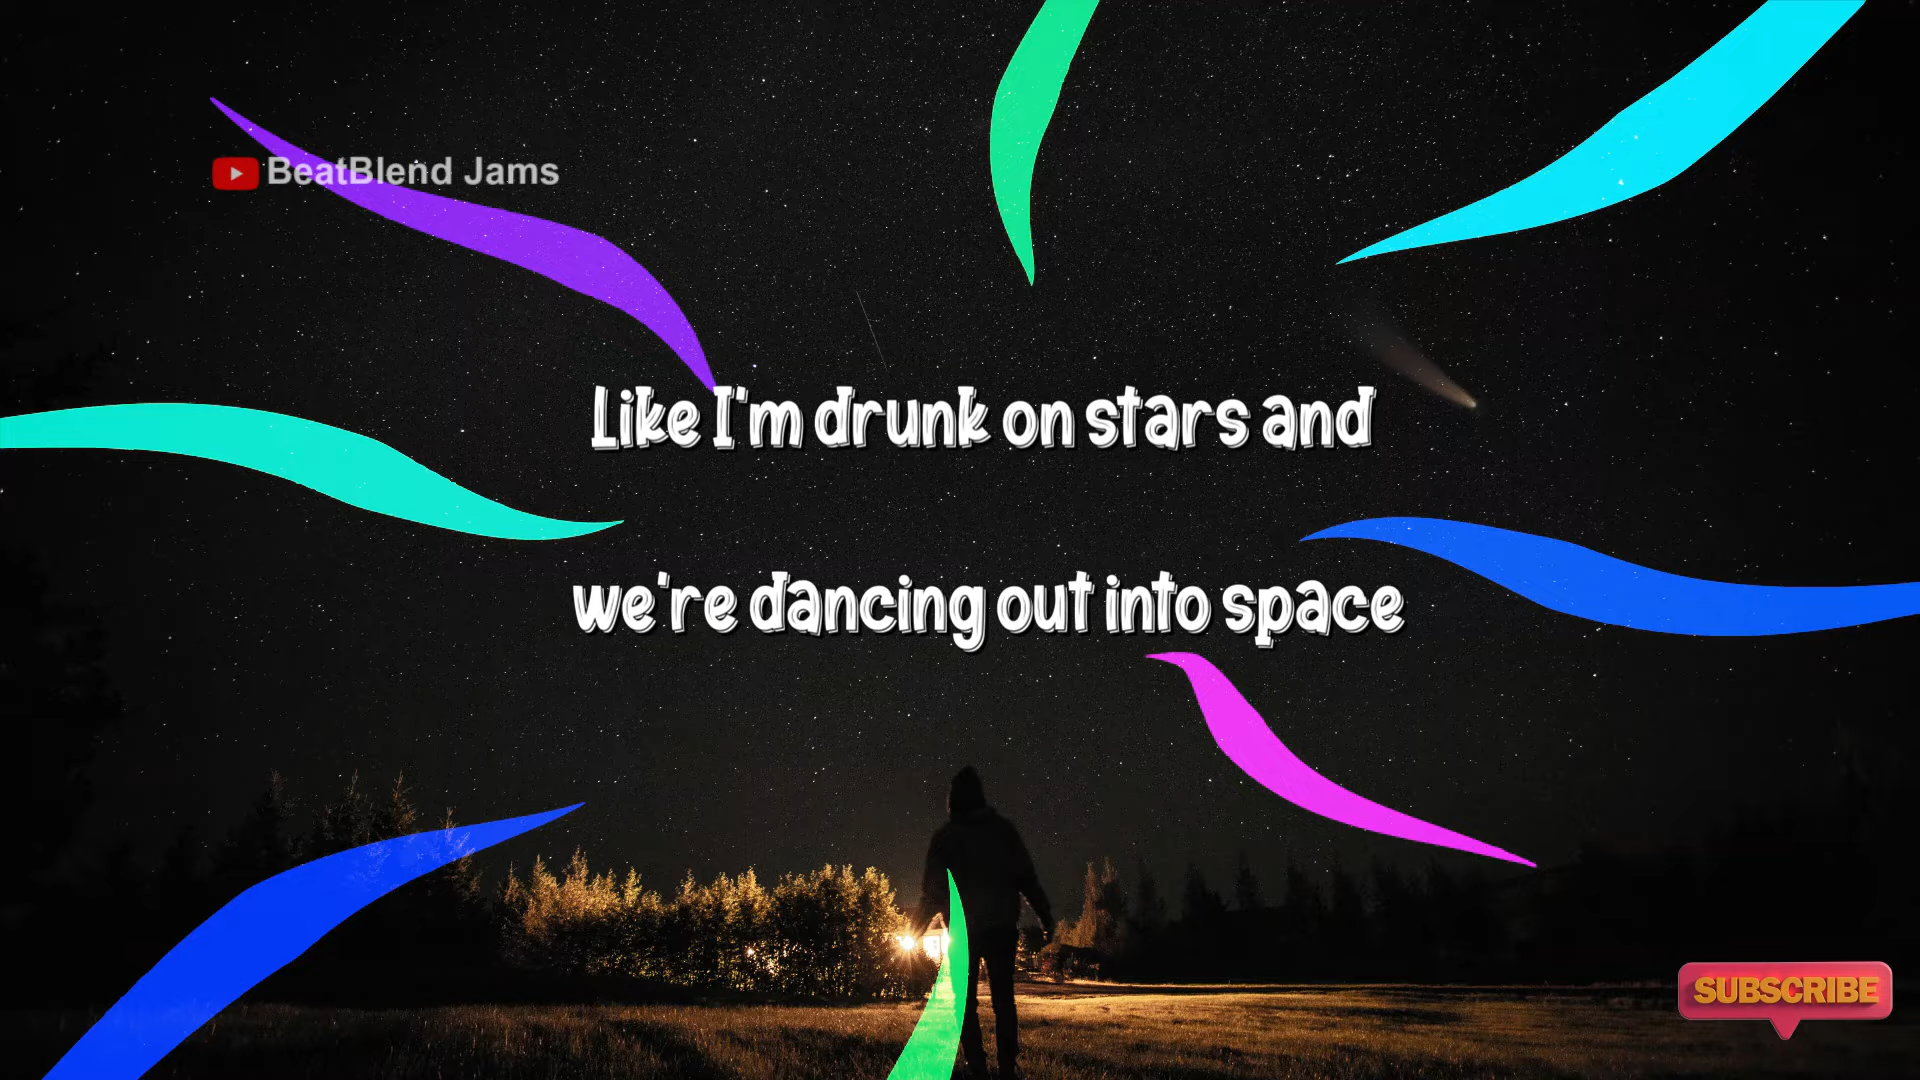 BeatBlend Jams
Like I'm drunk on stars and
we're dancing out into space
SUBSCRIBE